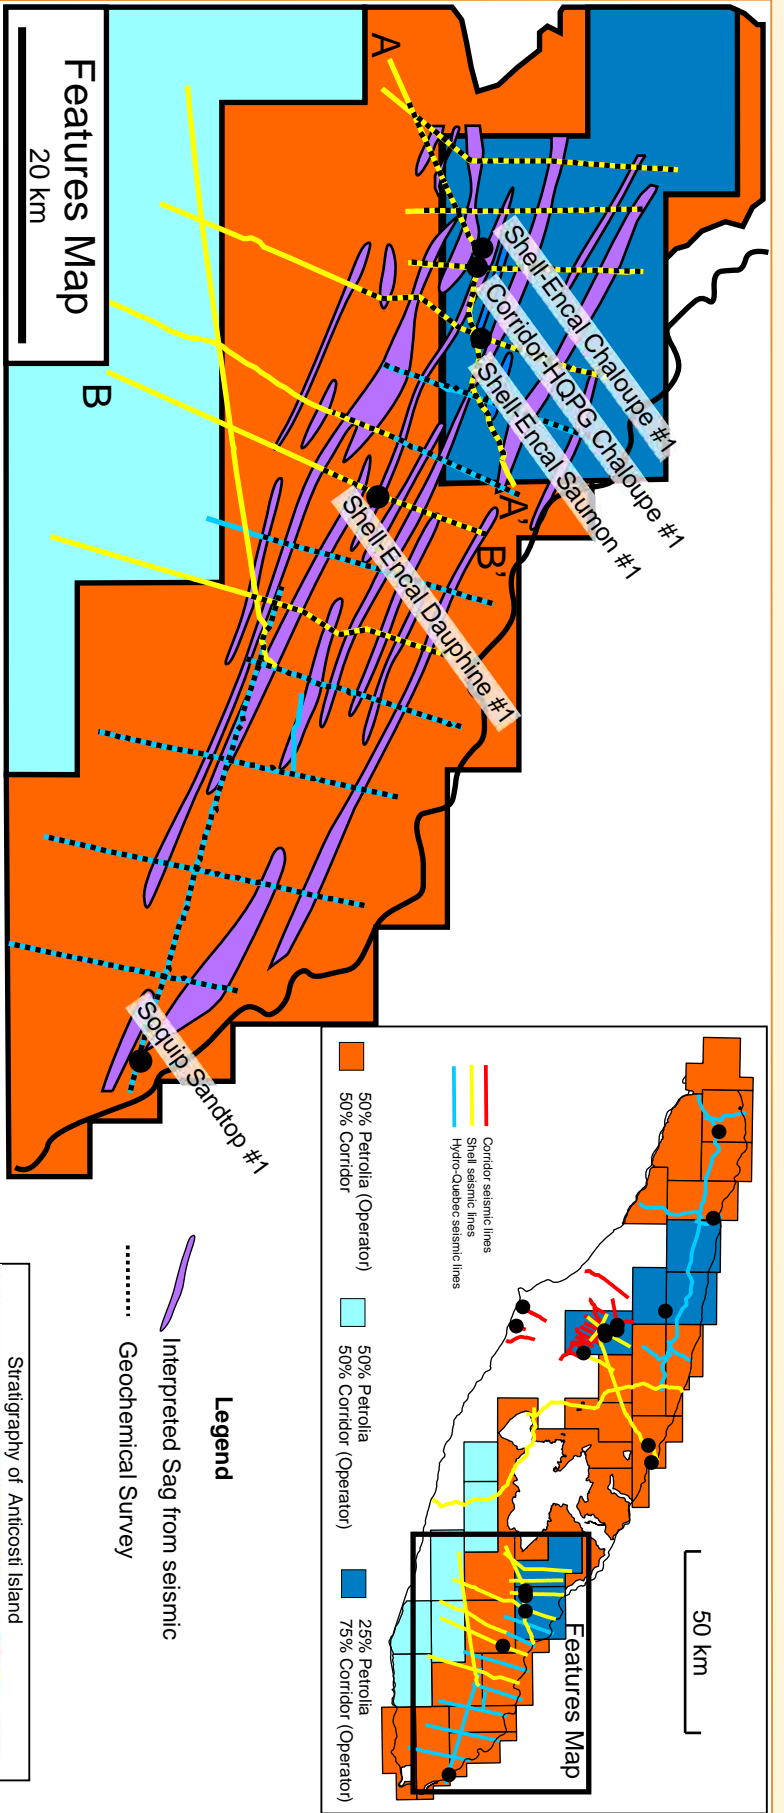 Features Map
20 km
A
B
A'
B'
Shell-Encal Chaloupe #1
Corridor-HQPG Chaloupe #1
Shell-Encal Saumon #1
Shell-Encal Dauphine #1
Soquip Sandtop #1
50 km
Features Map
Corridor seismic lines
Shell seismic lines
Hydro-Quebec seismic lines
50% Petrolia (Operator)
50% Corridor
50% Petrolia
50% Corridor (Operator)
25% Petrolia
75% Corridor (Operator)
Legend
Interpreted Sag from seismic
Geochemical Survey
Stratigraphy of Anticosti Island